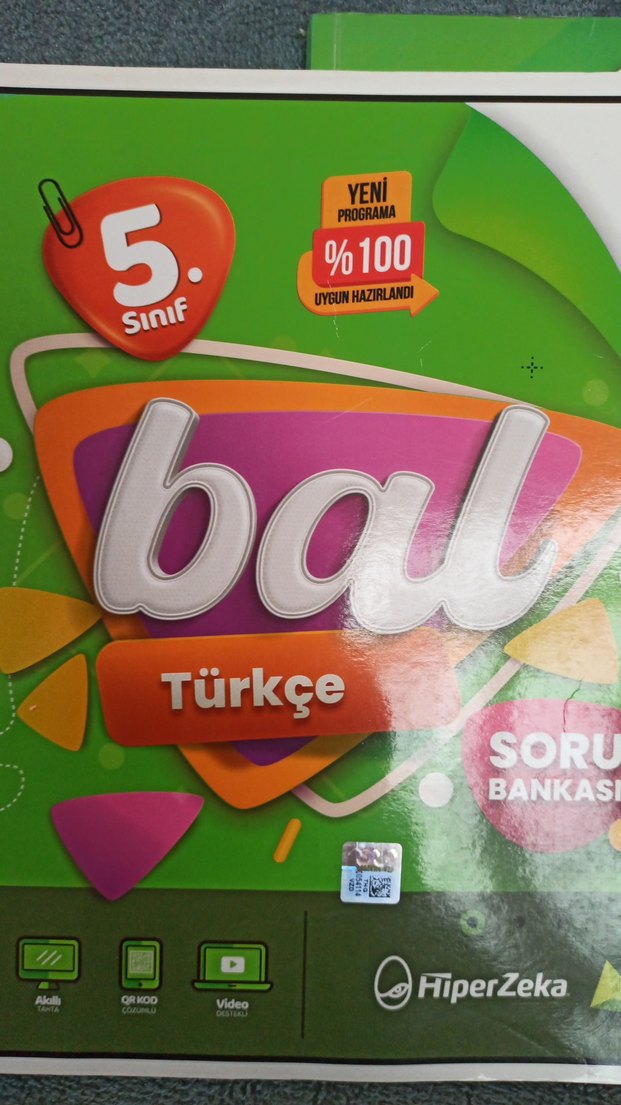 5.
sınıf
YENİ
PROGRAMA
%100
UYGUN HAZIRLANDI
bal
Türkçe
SORU
BANKASI
Akıllı
TAHTA
QR KOD
ÇÖZÜMLÜ
Video
DESTEKLİ
HiperZeka